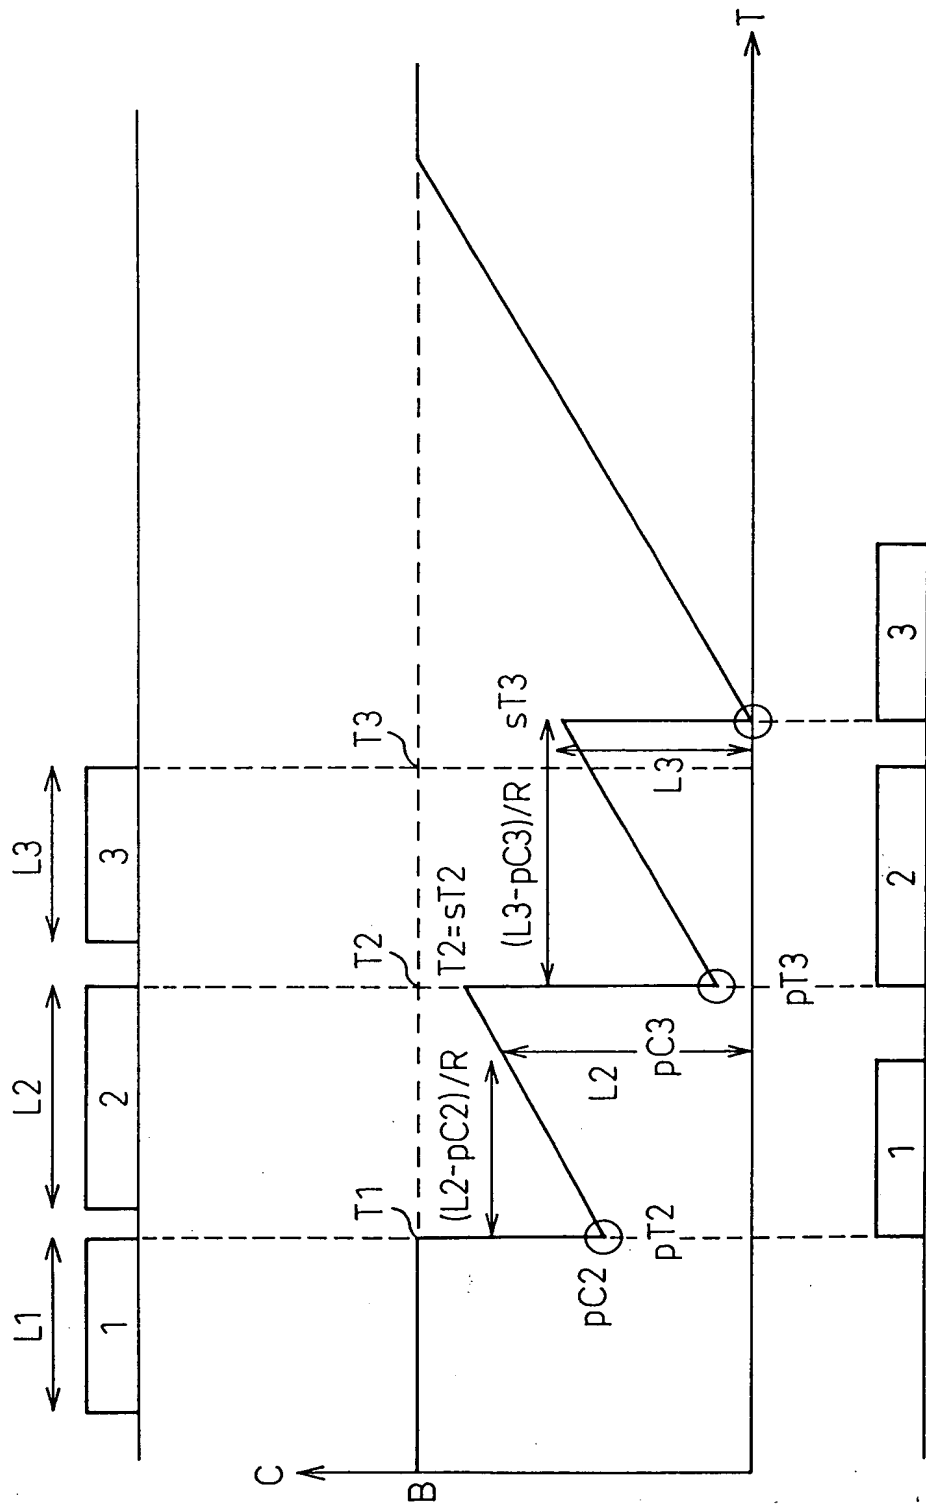 L1
L2
L3
1
2
3
C
B
T1
T2
T3
T2=sT2
sT3
(L2-pC2)/R
(L3-pC3)/R
pC2
L2
L3
pC3
pT2
pT3
T
1
2
3